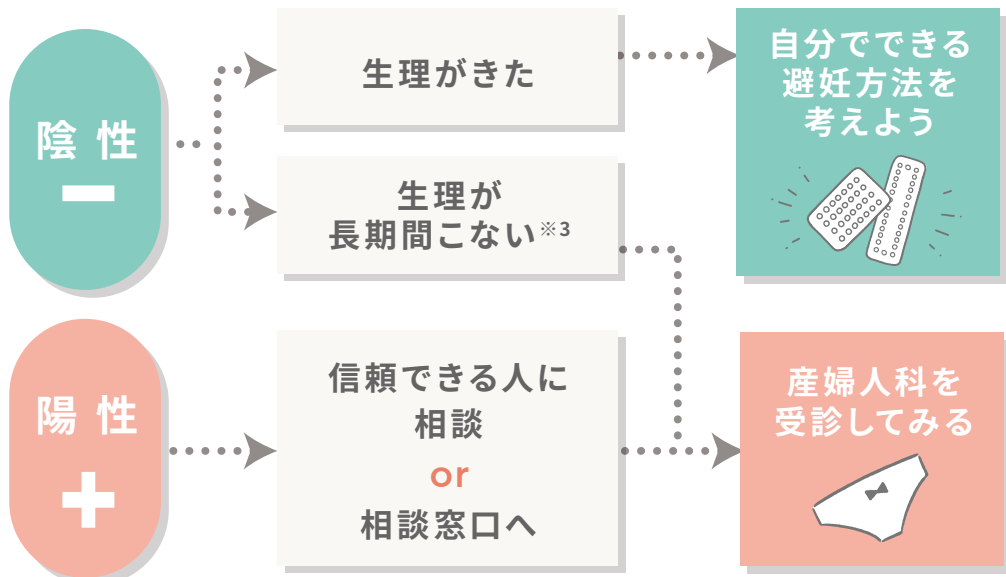 陰性
−
生理がきた
自分でできる
避妊方法を
考えよう
生理が
長期間こない※3
陽性
+
信頼できる人に
相談
or
相談窓口へ
産婦人科を
受診してみる